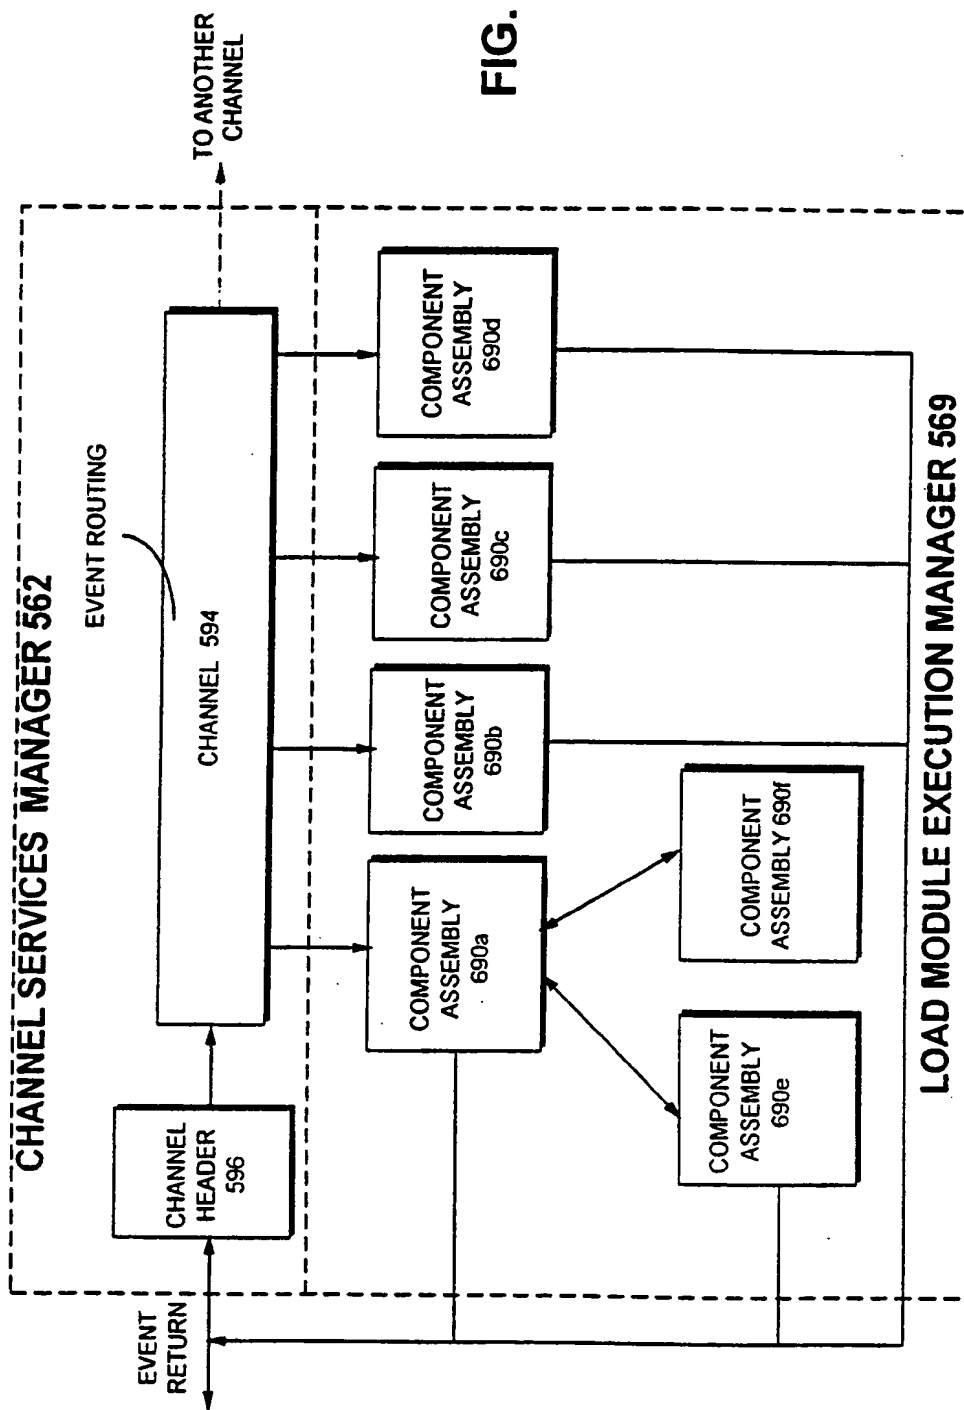 CHANNEL SERVICES MANAGER 562
EVENT
RETURN
CHANNEL
HEADER
596
EVENT ROUTING
CHANNEL 594
TO ANOTHER
CHANNEL
COMPONENT
ASSEMBLY
690a
COMPONENT
ASSEMBLY
690b
COMPONENT
ASSEMBLY
690c
COMPONENT
ASSEMBLY
690d
COMPONENT
ASSEMBLY
690e
COMPONENT
ASSEMBLY 690f
LOAD MODULE EXECUTION MANAGER 569
FIG.